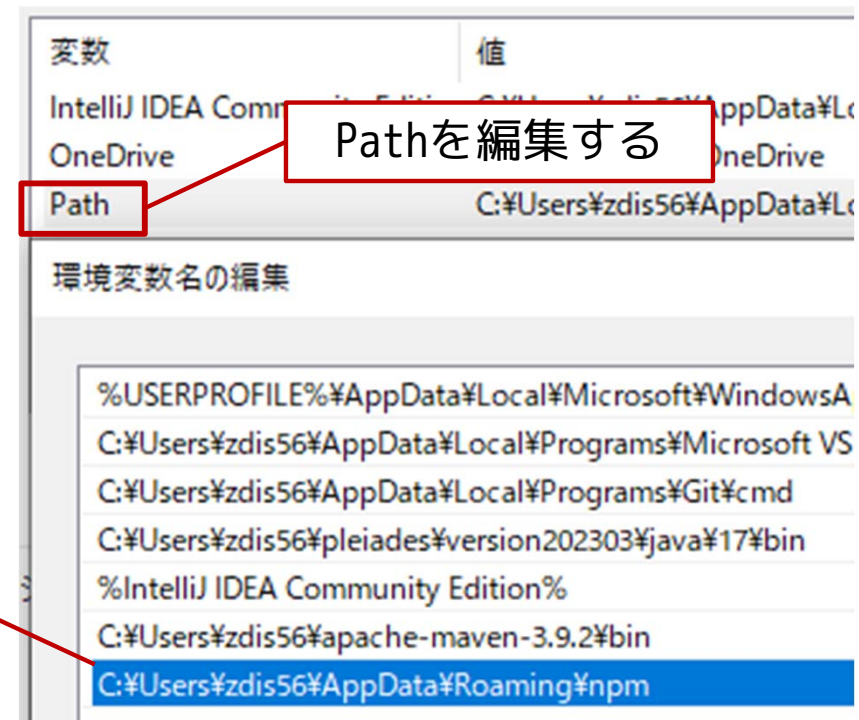 変数 値
IntelliJ IDEA Comm
Pathを編集する
AppData¥Lo
OneDrive OneDrive
Path C:¥Users¥zdis56¥AppData¥Lo
環境変数名の編集
%USERPROFILE%¥AppData¥Local¥Microsoft¥WindowsA
C:¥Users¥zdis56¥AppData¥Local¥Programs¥Microsoft VS
C:¥Users¥zdis56¥AppData¥Local¥Programs¥Git¥cmd
C:¥Users¥zdis56¥pleiades¥version202303¥java¥17¥bin
%IntelliJ IDEA Community Edition%
C:¥Users¥zdis56¥apache-maven-3.9.2¥bin
C:¥Users¥zdis56¥AppData¥Roaming¥npm